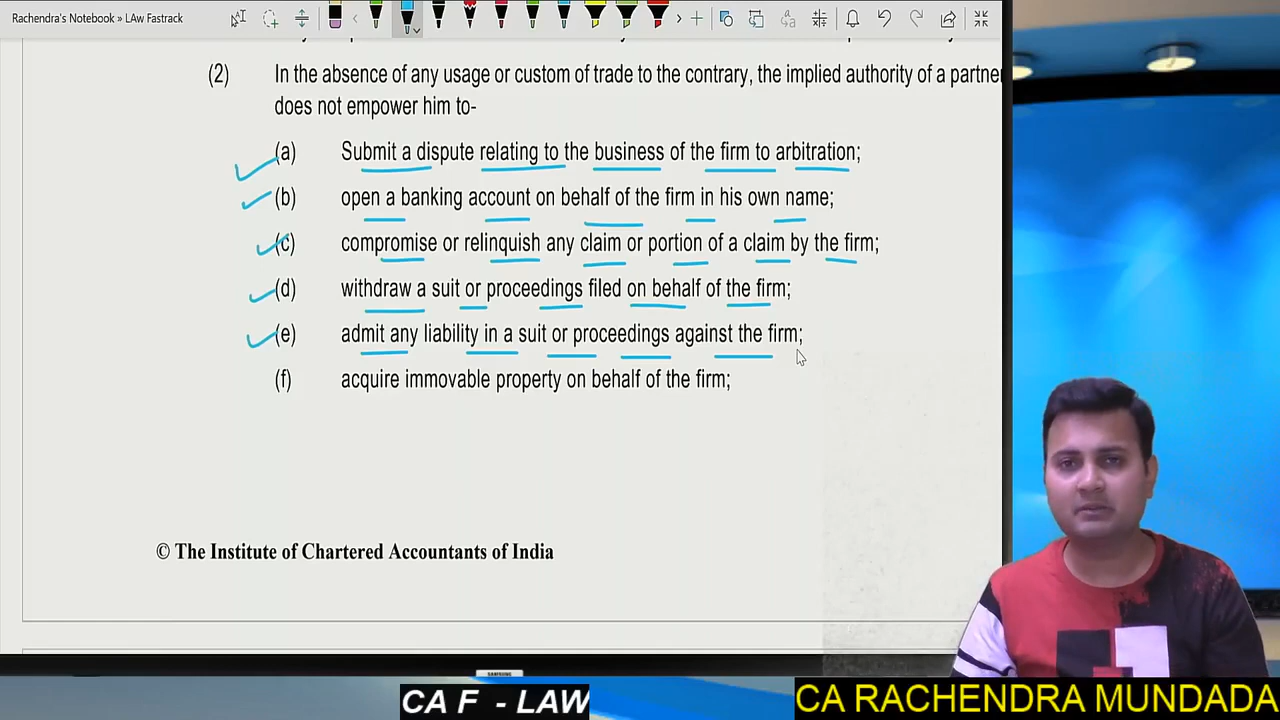 Rachendra's Notebook » LAw Fastrack
(2) In the absence of any usage or custom of trade to the contrary, the implied authority of a partner
does not empower him to-
(a) Submit a dispute relating to the business of the firm to arbitration;
(b) open a banking account on behalf of the firm in his own name;
(c) compromise or relinquish any claim or portion of a claim by the firm;
(d) withdraw a suit or proceedings filed on behalf of the firm;
(e) admit any liability in a suit or proceedings against the firm;
(f) acquire immovable property on behalf of the firm;
© The Institute of Chartered Accountants of India
SAMSUNG
CA F - LAW
CA RACHENDRA MUNDADA